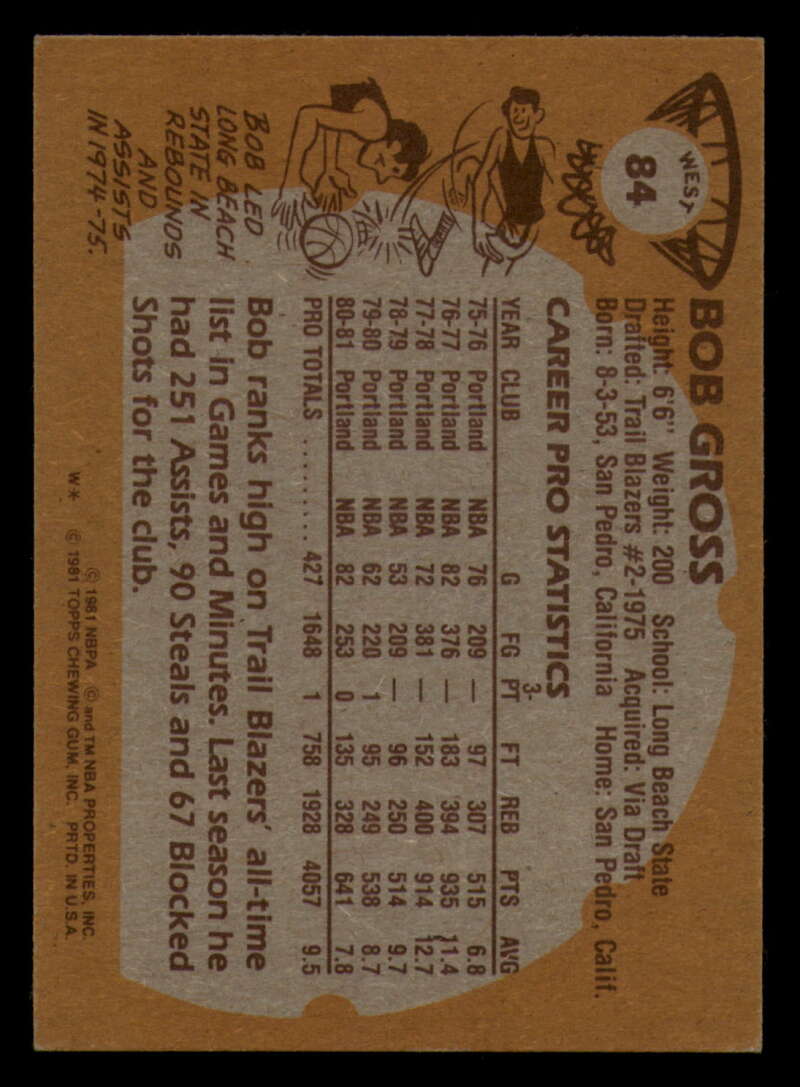 WEST
84
BOB GROSS
Height: 6'6" Weight: 200 School: Long Beach State
Drafted: Trail Blazers #2-1975 Acquired: Via Draft
Born: 8-3-53, San Pedro, California Home: San Pedro, Calif.
CAREER PRO STATISTICS
YEAR CLUB G FG 3-PT FT REB PTS AVG
75-76 Portland NBA 76 209 — 97 307 515 6.8
76-77 Portland NBA 82 376 — 183 394 935 11.4
77-78 Portland NBA 72 381 — 152 400 914 12.7
78-79 Portland NBA 53 209 — 96 250 514 9.7
79-80 Portland NBA 62 220 1 95 249 538 8.7
80-81 Portland NBA 82 253 0 135 328 641 7.8
PRO TOTALS ......... 427 1648 1 758 1928 4057 9.5
BOB LED
LONG BEACH
STATE IN
REBOUNDS
AND
ASSISTS
IN 1974-75.
Bob ranks high on Trail Blazers' all-time
list in Games and Minutes. Last season he
had 251 Assists, 90 Steals and 67 Blocked
Shots for the club.
© 1981 NBPA © and TM NBA PROPERTIES, INC.
W* © 1981 TOPPS CHEWING GUM, INC. PRTD. IN U.S.A.